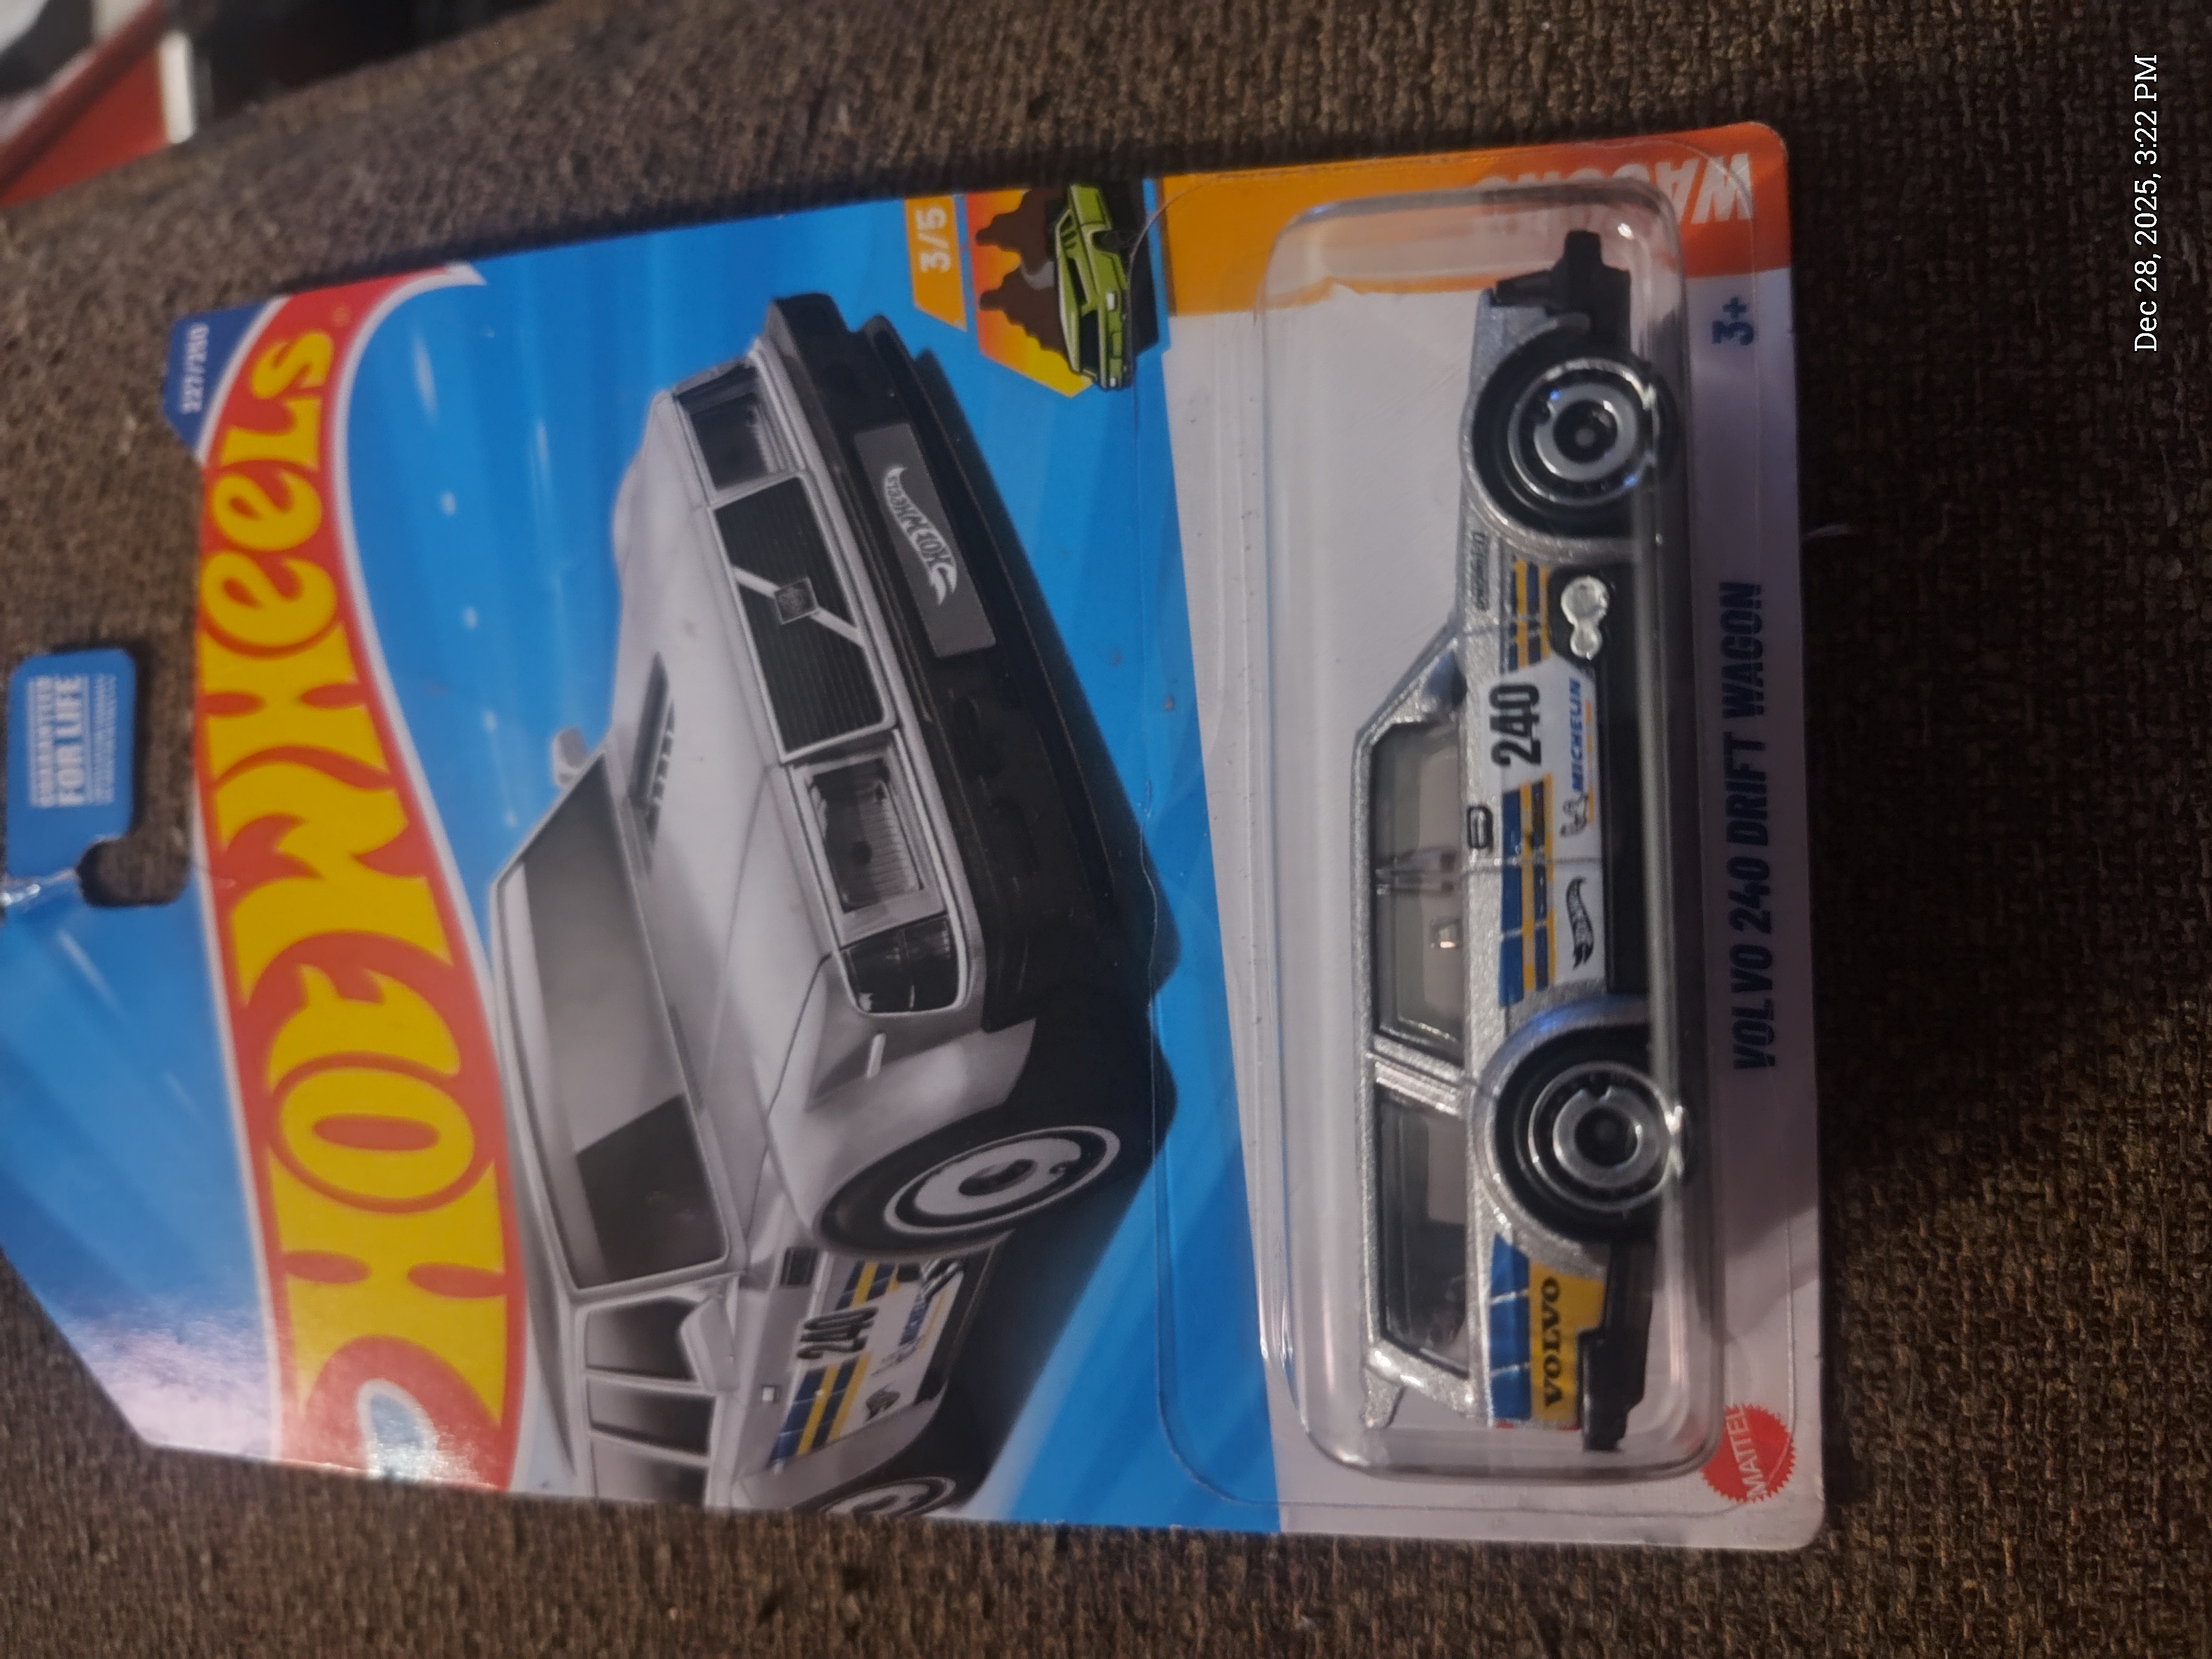 GUARANTEED
FOR LIFE
227/250
Hot Wheels
HOT WHEELS
240
MICHELIN
3/5
WAGONS
240
MICHELIN
VOLVO
3+
VOLVO 240 DRIFT WAGON
MATTEL
Dec 28, 2025, 3:22 PM